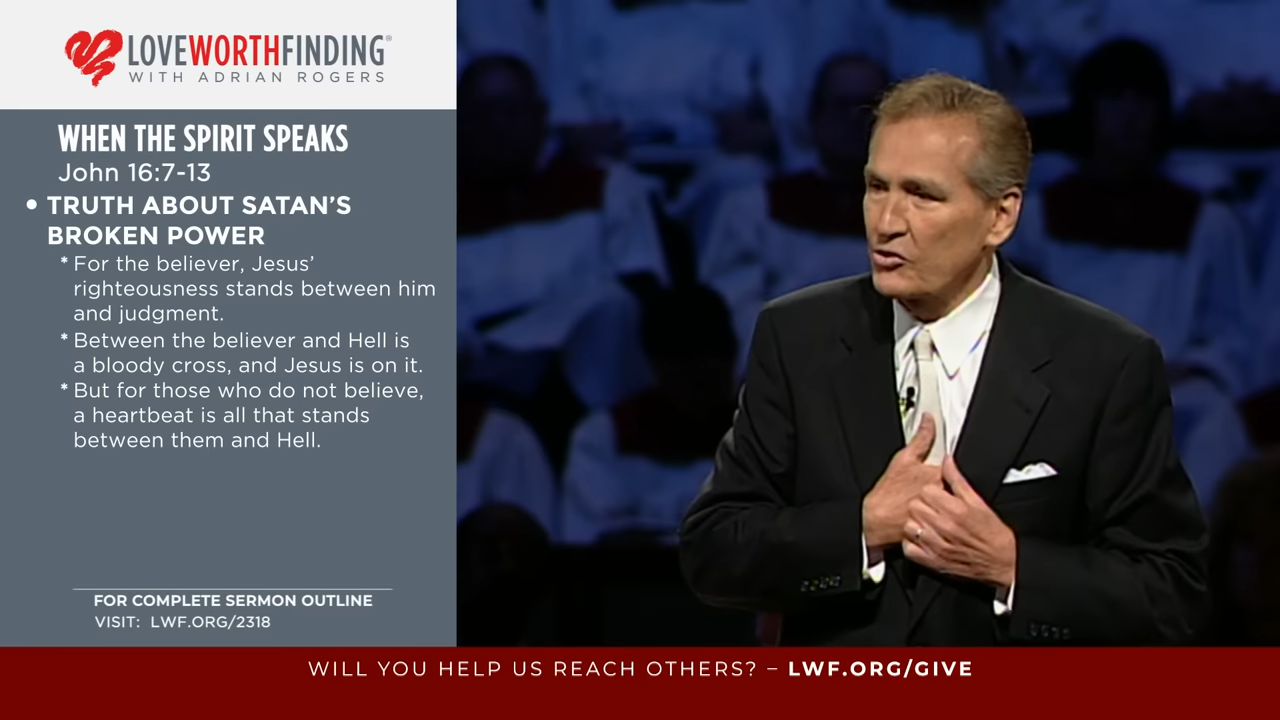 LOVEWORTHFINDING®
WITH ADRIAN ROGERS
WHEN THE SPIRIT SPEAKS
John 16:7-13
• TRUTH ABOUT SATAN'S
BROKEN POWER
* For the believer, Jesus'
righteousness stands between him
and judgment.
* Between the believer and Hell is
a bloody cross, and Jesus is on it.
* But for those who do not believe,
a heartbeat is all that stands
between them and Hell.
FOR COMPLETE SERMON OUTLINE
VISIT: LWF.ORG/2318
WILL YOU HELP US REACH OTHERS? – LWF.ORG/GIVE